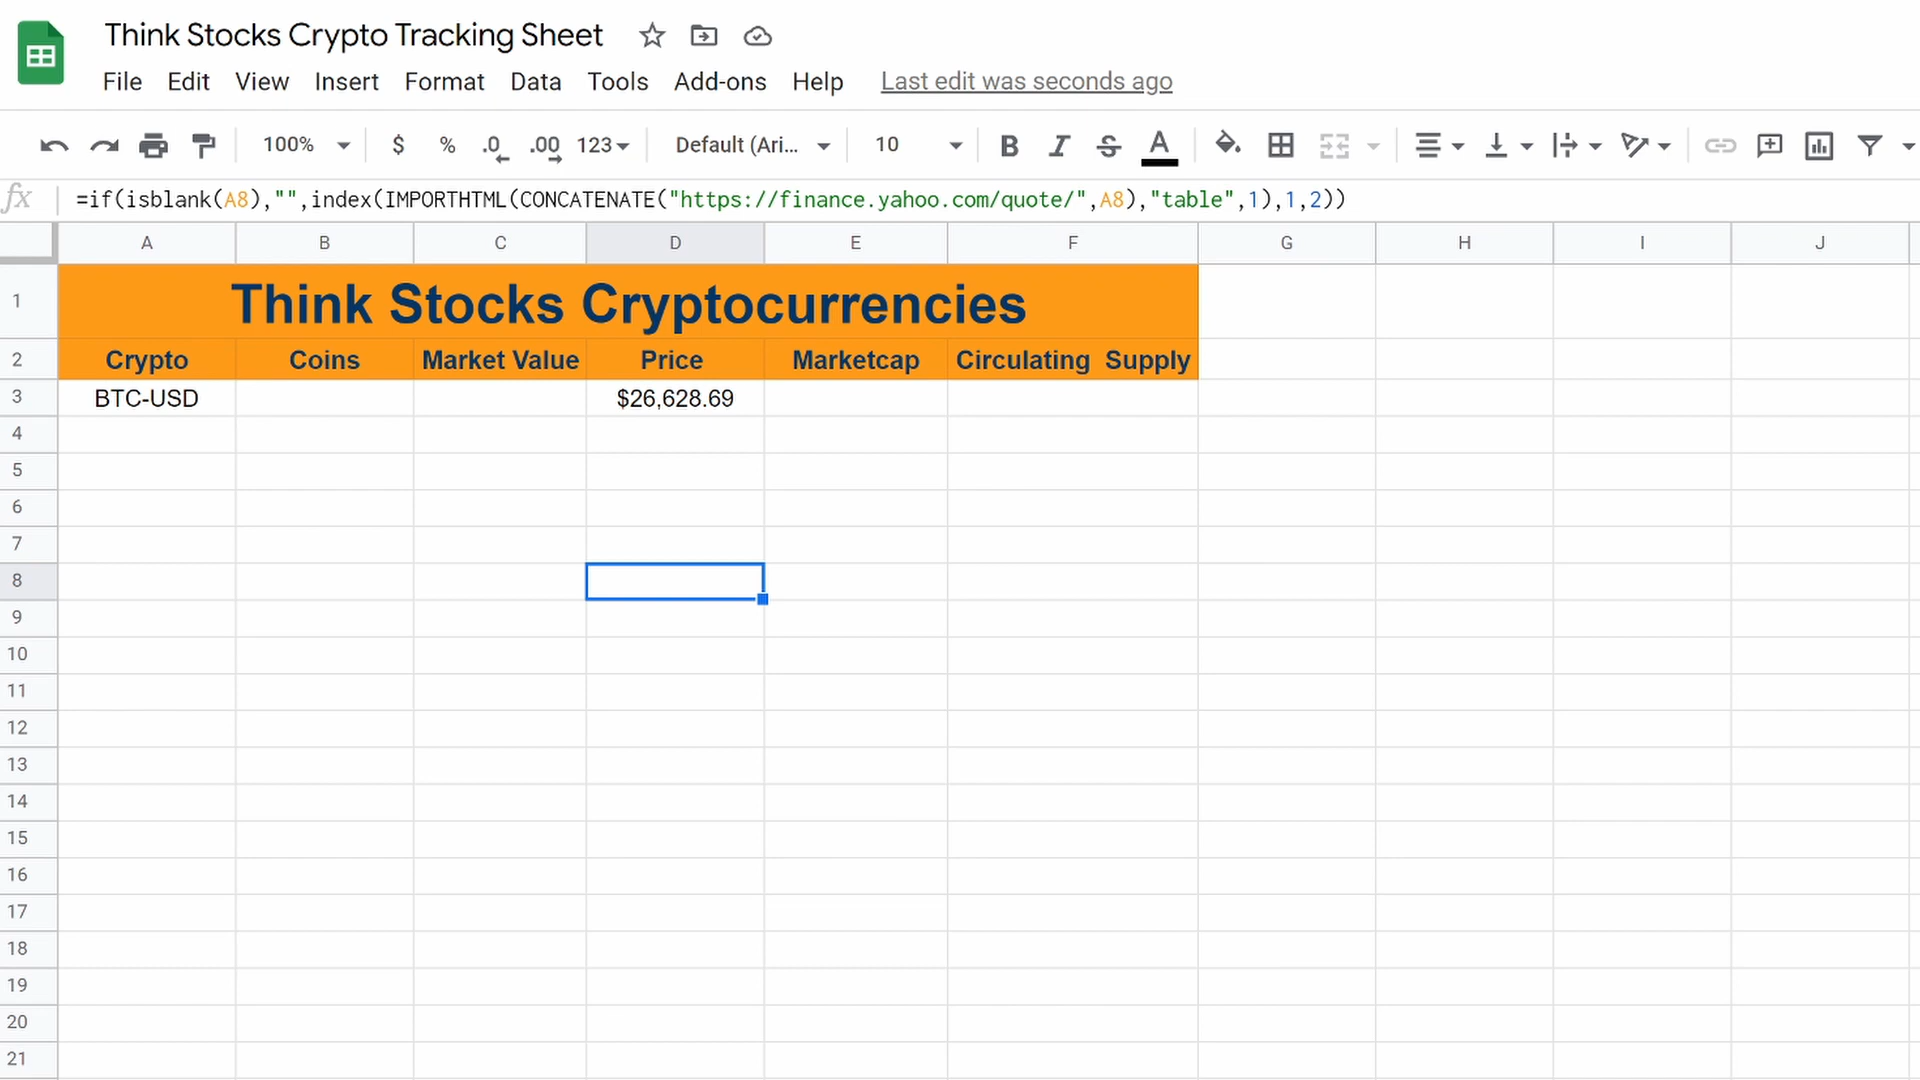 Think Stocks Crypto Tracking Sheet
File Edit View Insert Format Data Tools Add-ons Help Last edit was seconds ago
100% $ % .0 .00 123 Default (Ari... 10 B I S A
fx =if(isblank(A8),"",index(IMPORTHTML(CONCATENATE("https://finance.yahoo.com/quote/",A8),"table",1),1,2))
A B C D E F G H I J
1 Think Stocks Cryptocurrencies
2 Crypto Coins Market Value Price Marketcap Circulating Supply
3 BTC-USD $26,628.69
4
5
6
7
8
9
10
11
12
13
14
15
16
17
18
19
20
21